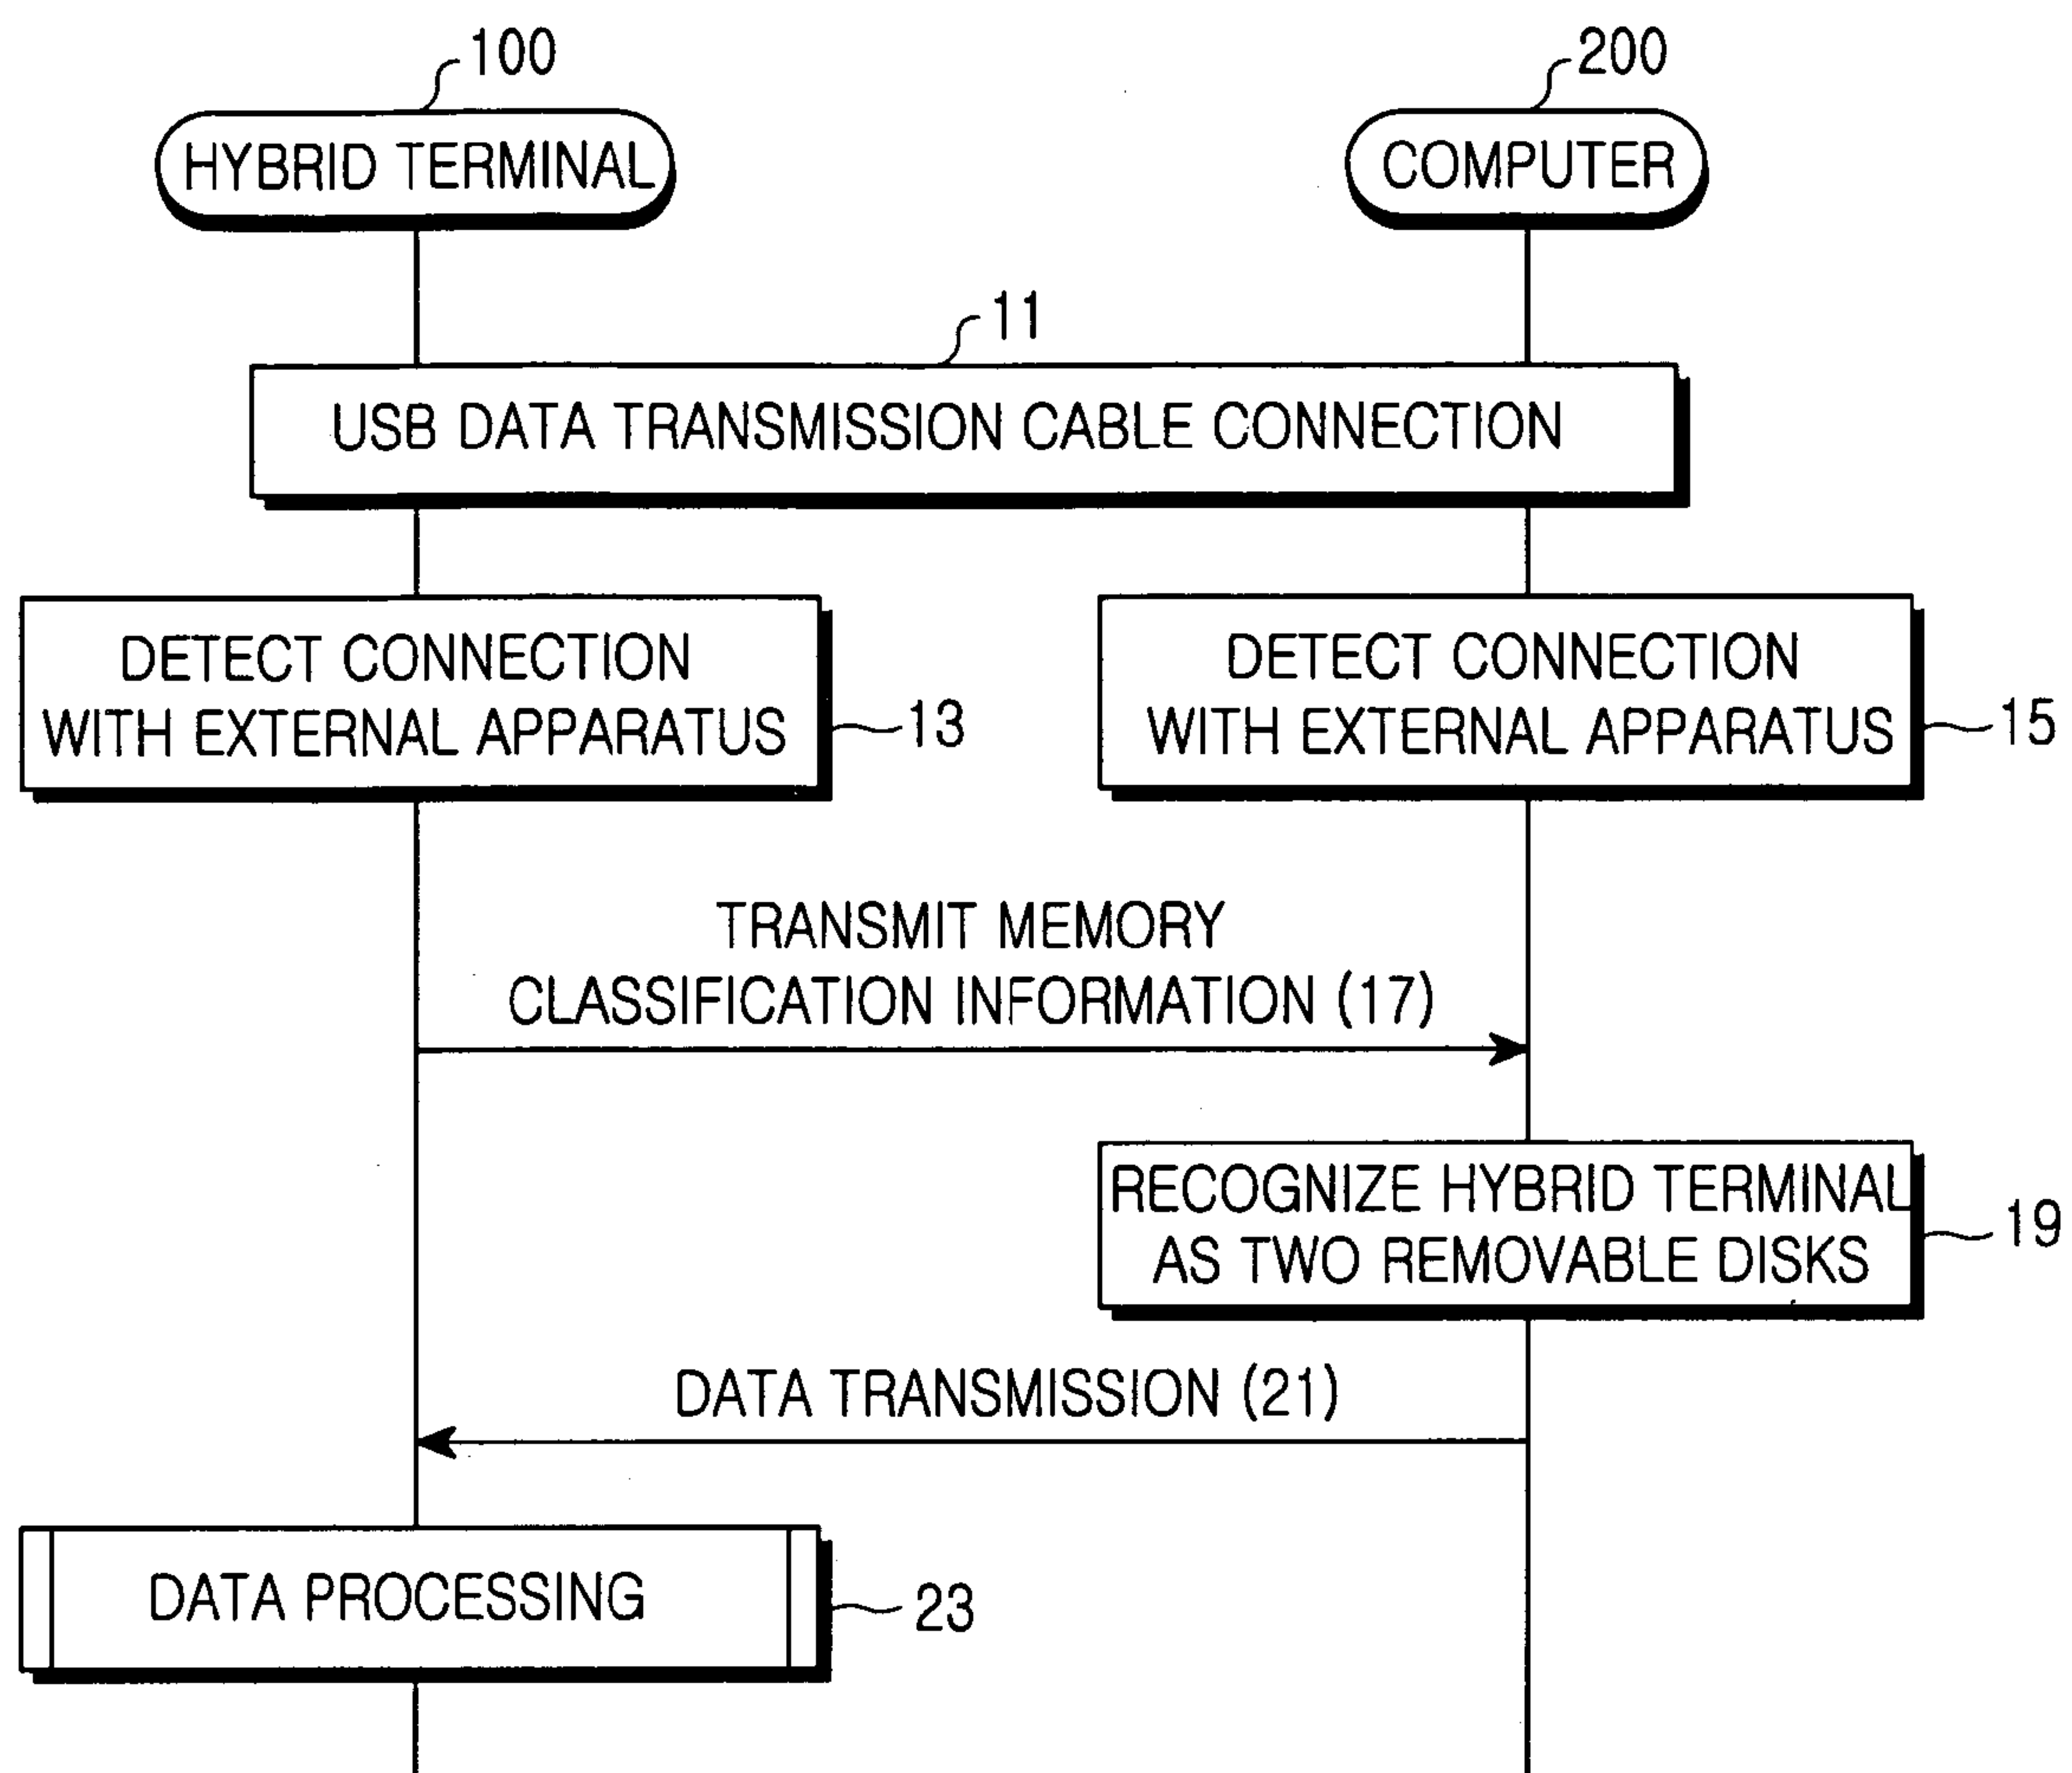 100
200
HYBRID TERMINAL
COMPUTER
11
USB DATA TRANSMISSION CABLE CONNECTION
DETECT CONNECTION
WITH EXTERNAL APPARATUS
13
DETECT CONNECTION
WITH EXTERNAL APPARATUS
15
TRANSMIT MEMORY
CLASSIFICATION INFORMATION (17)
RECOGNIZE HYBRID TERMINAL
AS TWO REMOVABLE DISKS
19
DATA TRANSMISSION (21)
DATA PROCESSING
23